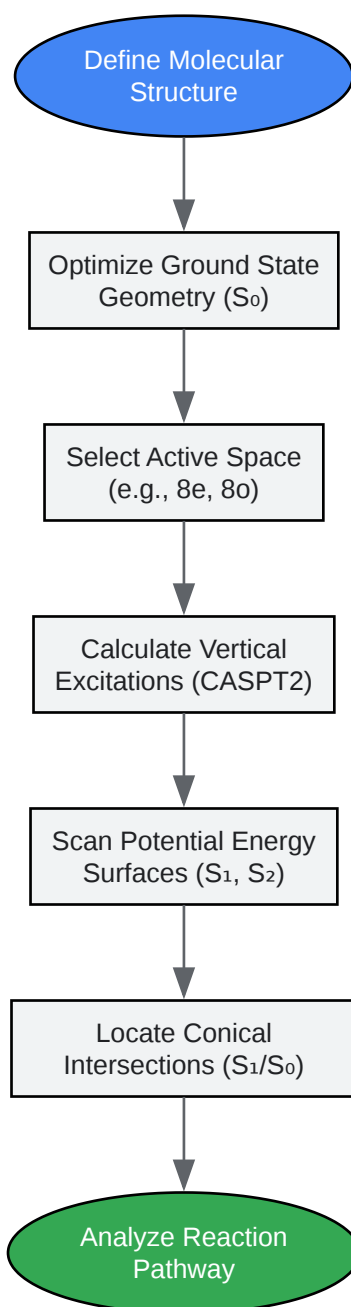 Define Molecular
Structure
Optimize Ground State
Geometry (S₀)
Select Active Space
(e.g., 8e, 8o)
Calculate Vertical
Excitations (CASPT2)
Scan Potential Energy
Surfaces (S₁, S₂)
Locate Conical
Intersections (S₁/S₀)
Analyze Reaction
Pathway